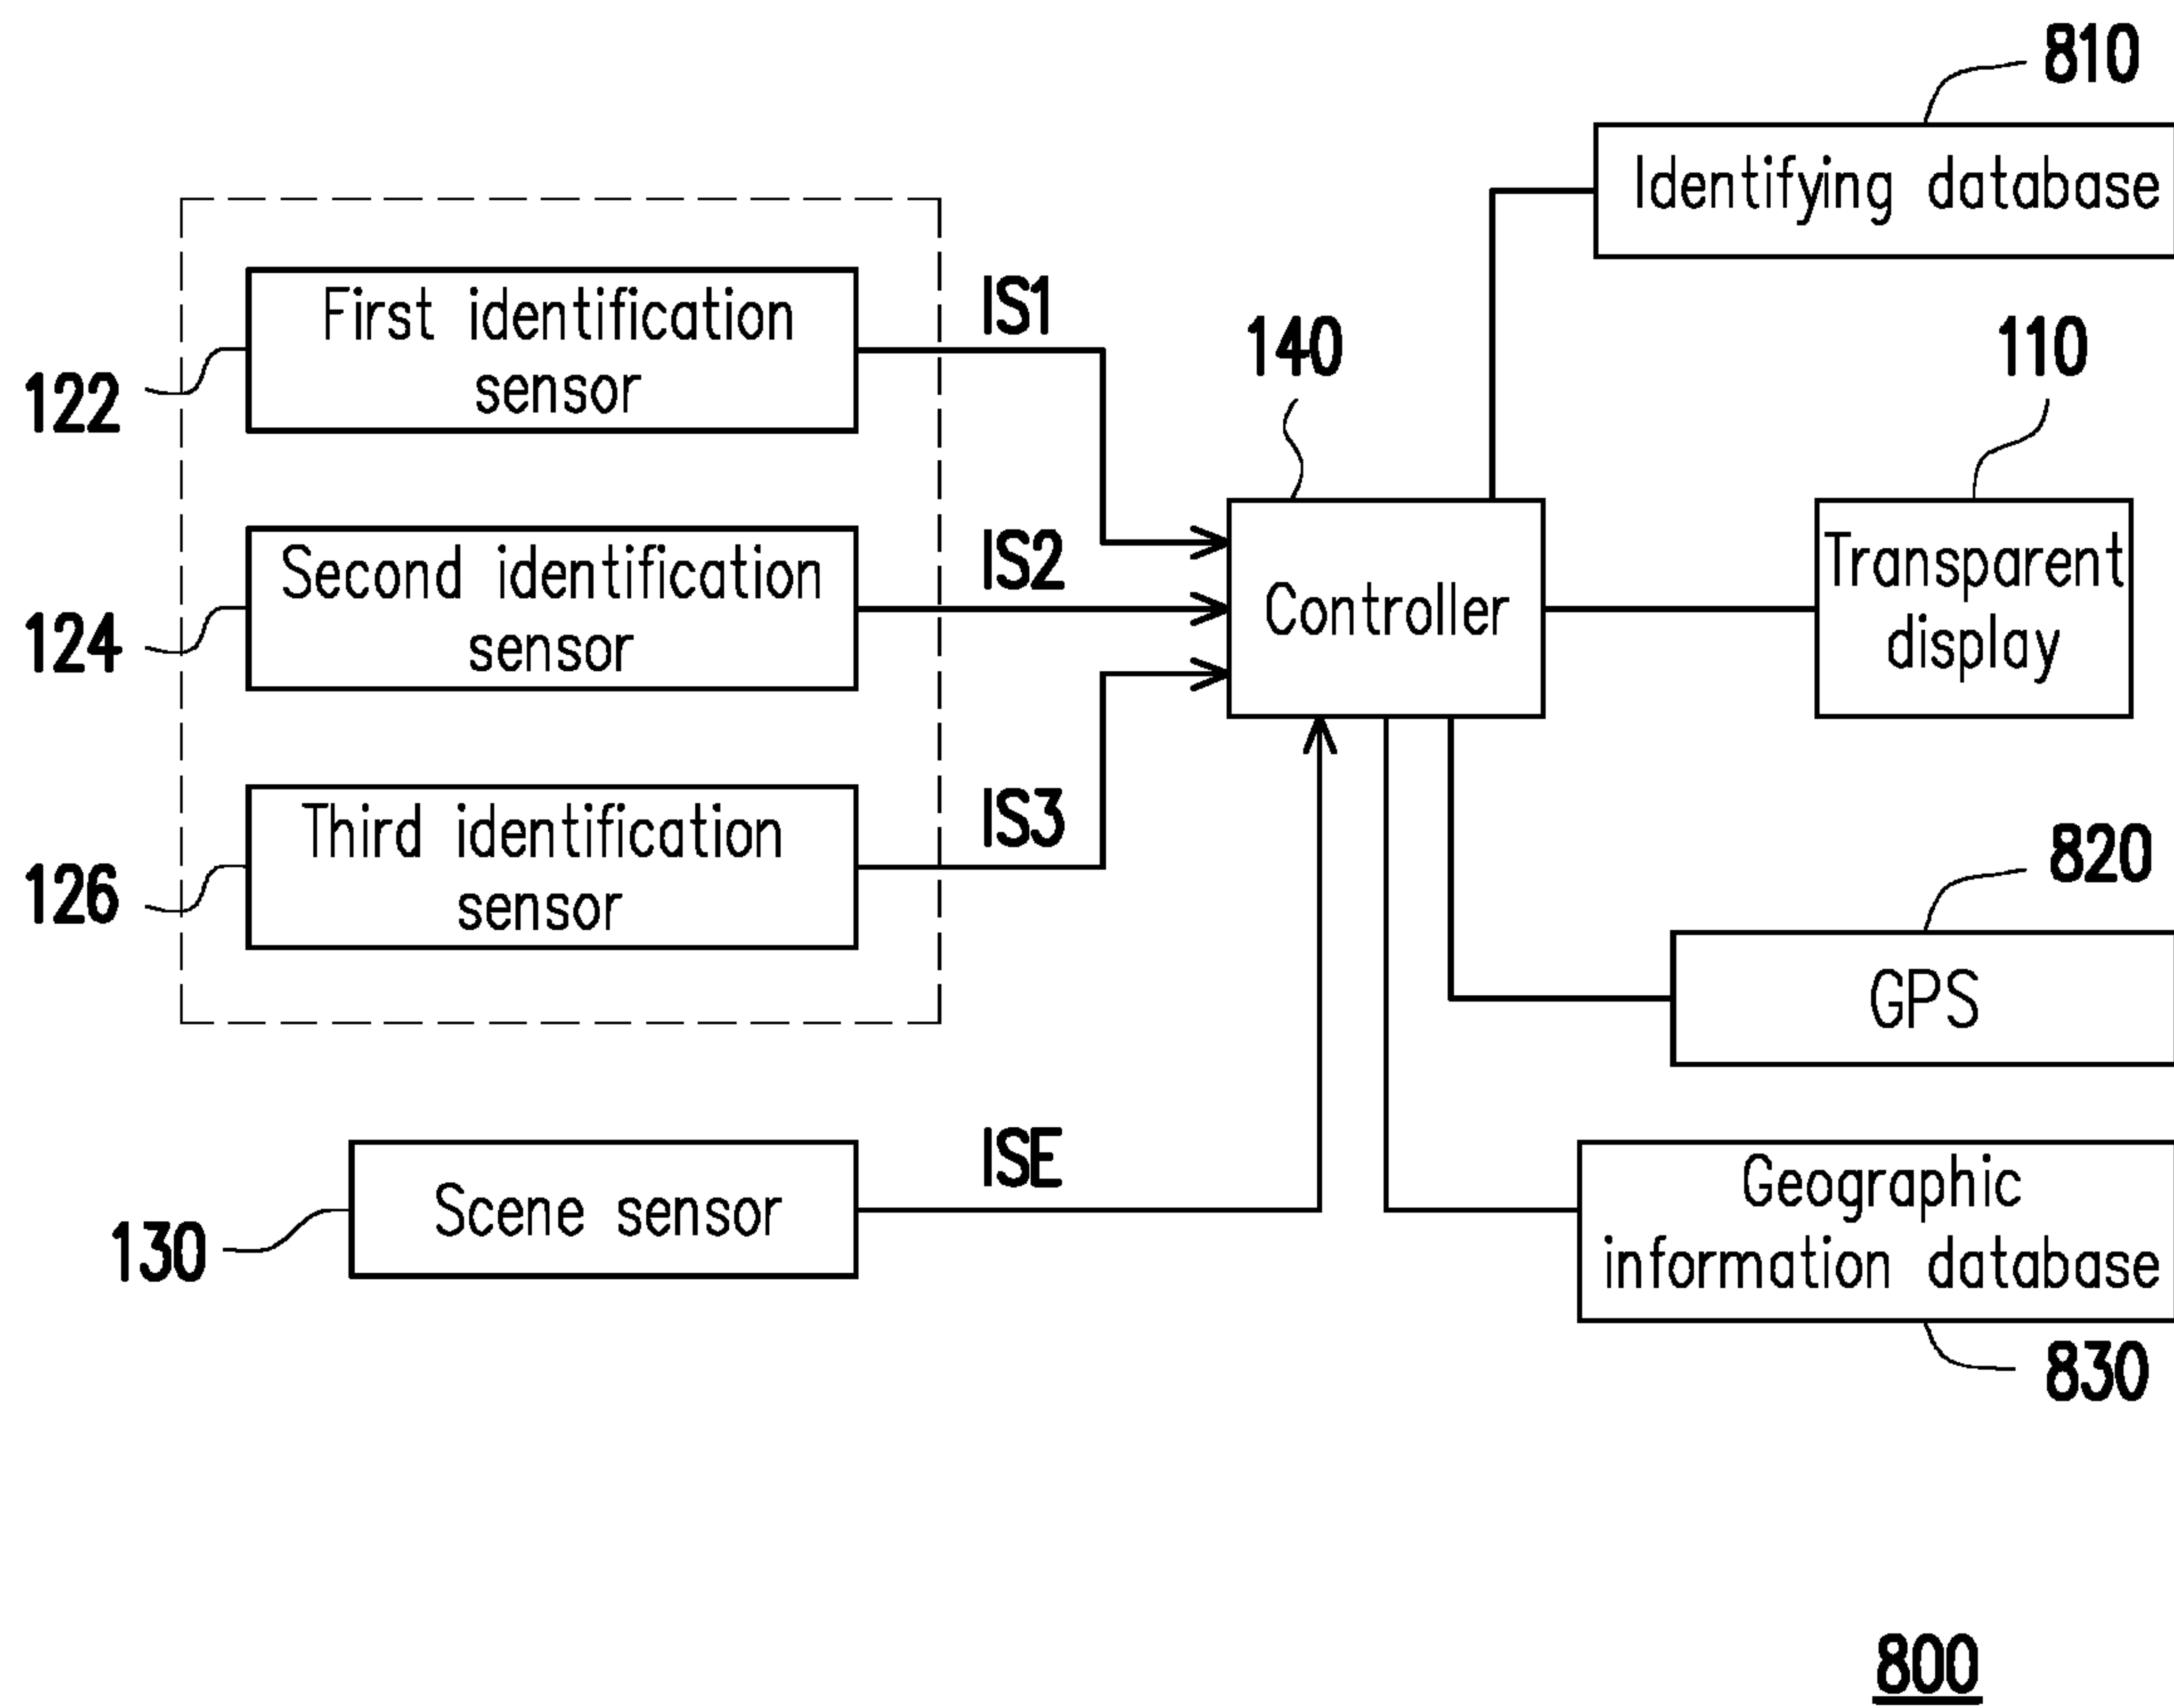 810
Identifying database
First identification
sensor
IS1
122
140
110
Second identification
sensor
IS2
124
Controller
Transparent
display
Third identification
sensor
IS3
126
820
GPS
Scene sensor
ISE
130
Geographic
information database
830
800